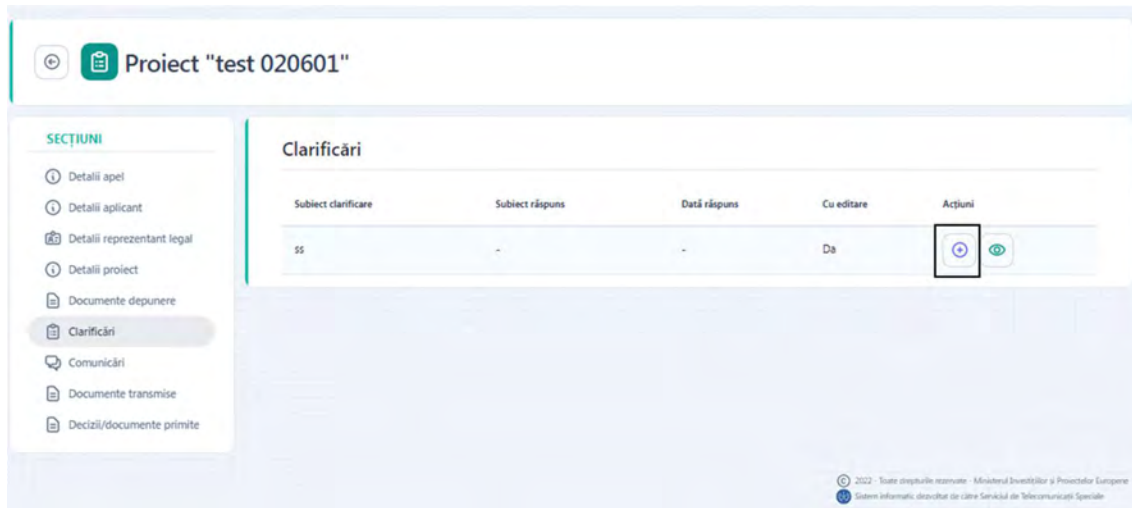 Proiect "test 020601"
SECȚIUNI
Detalii apel
Detalii aplicant
Detalii reprezentant legal
Detalii proiect
Documente depunere
Clarificări
Comunicări
Documente transmise
Decizii/documente primite
Clarificări
Subiect clarificare Subiect răspuns Dată răspuns Cu editare Acțiuni
ss - - Da
2022 - Toate drepturile rezervate - Ministerul Investițiilor și Proiectelor Europene
Sistem informatic dezvoltat de către Serviciul de Telecomunicații Speciale